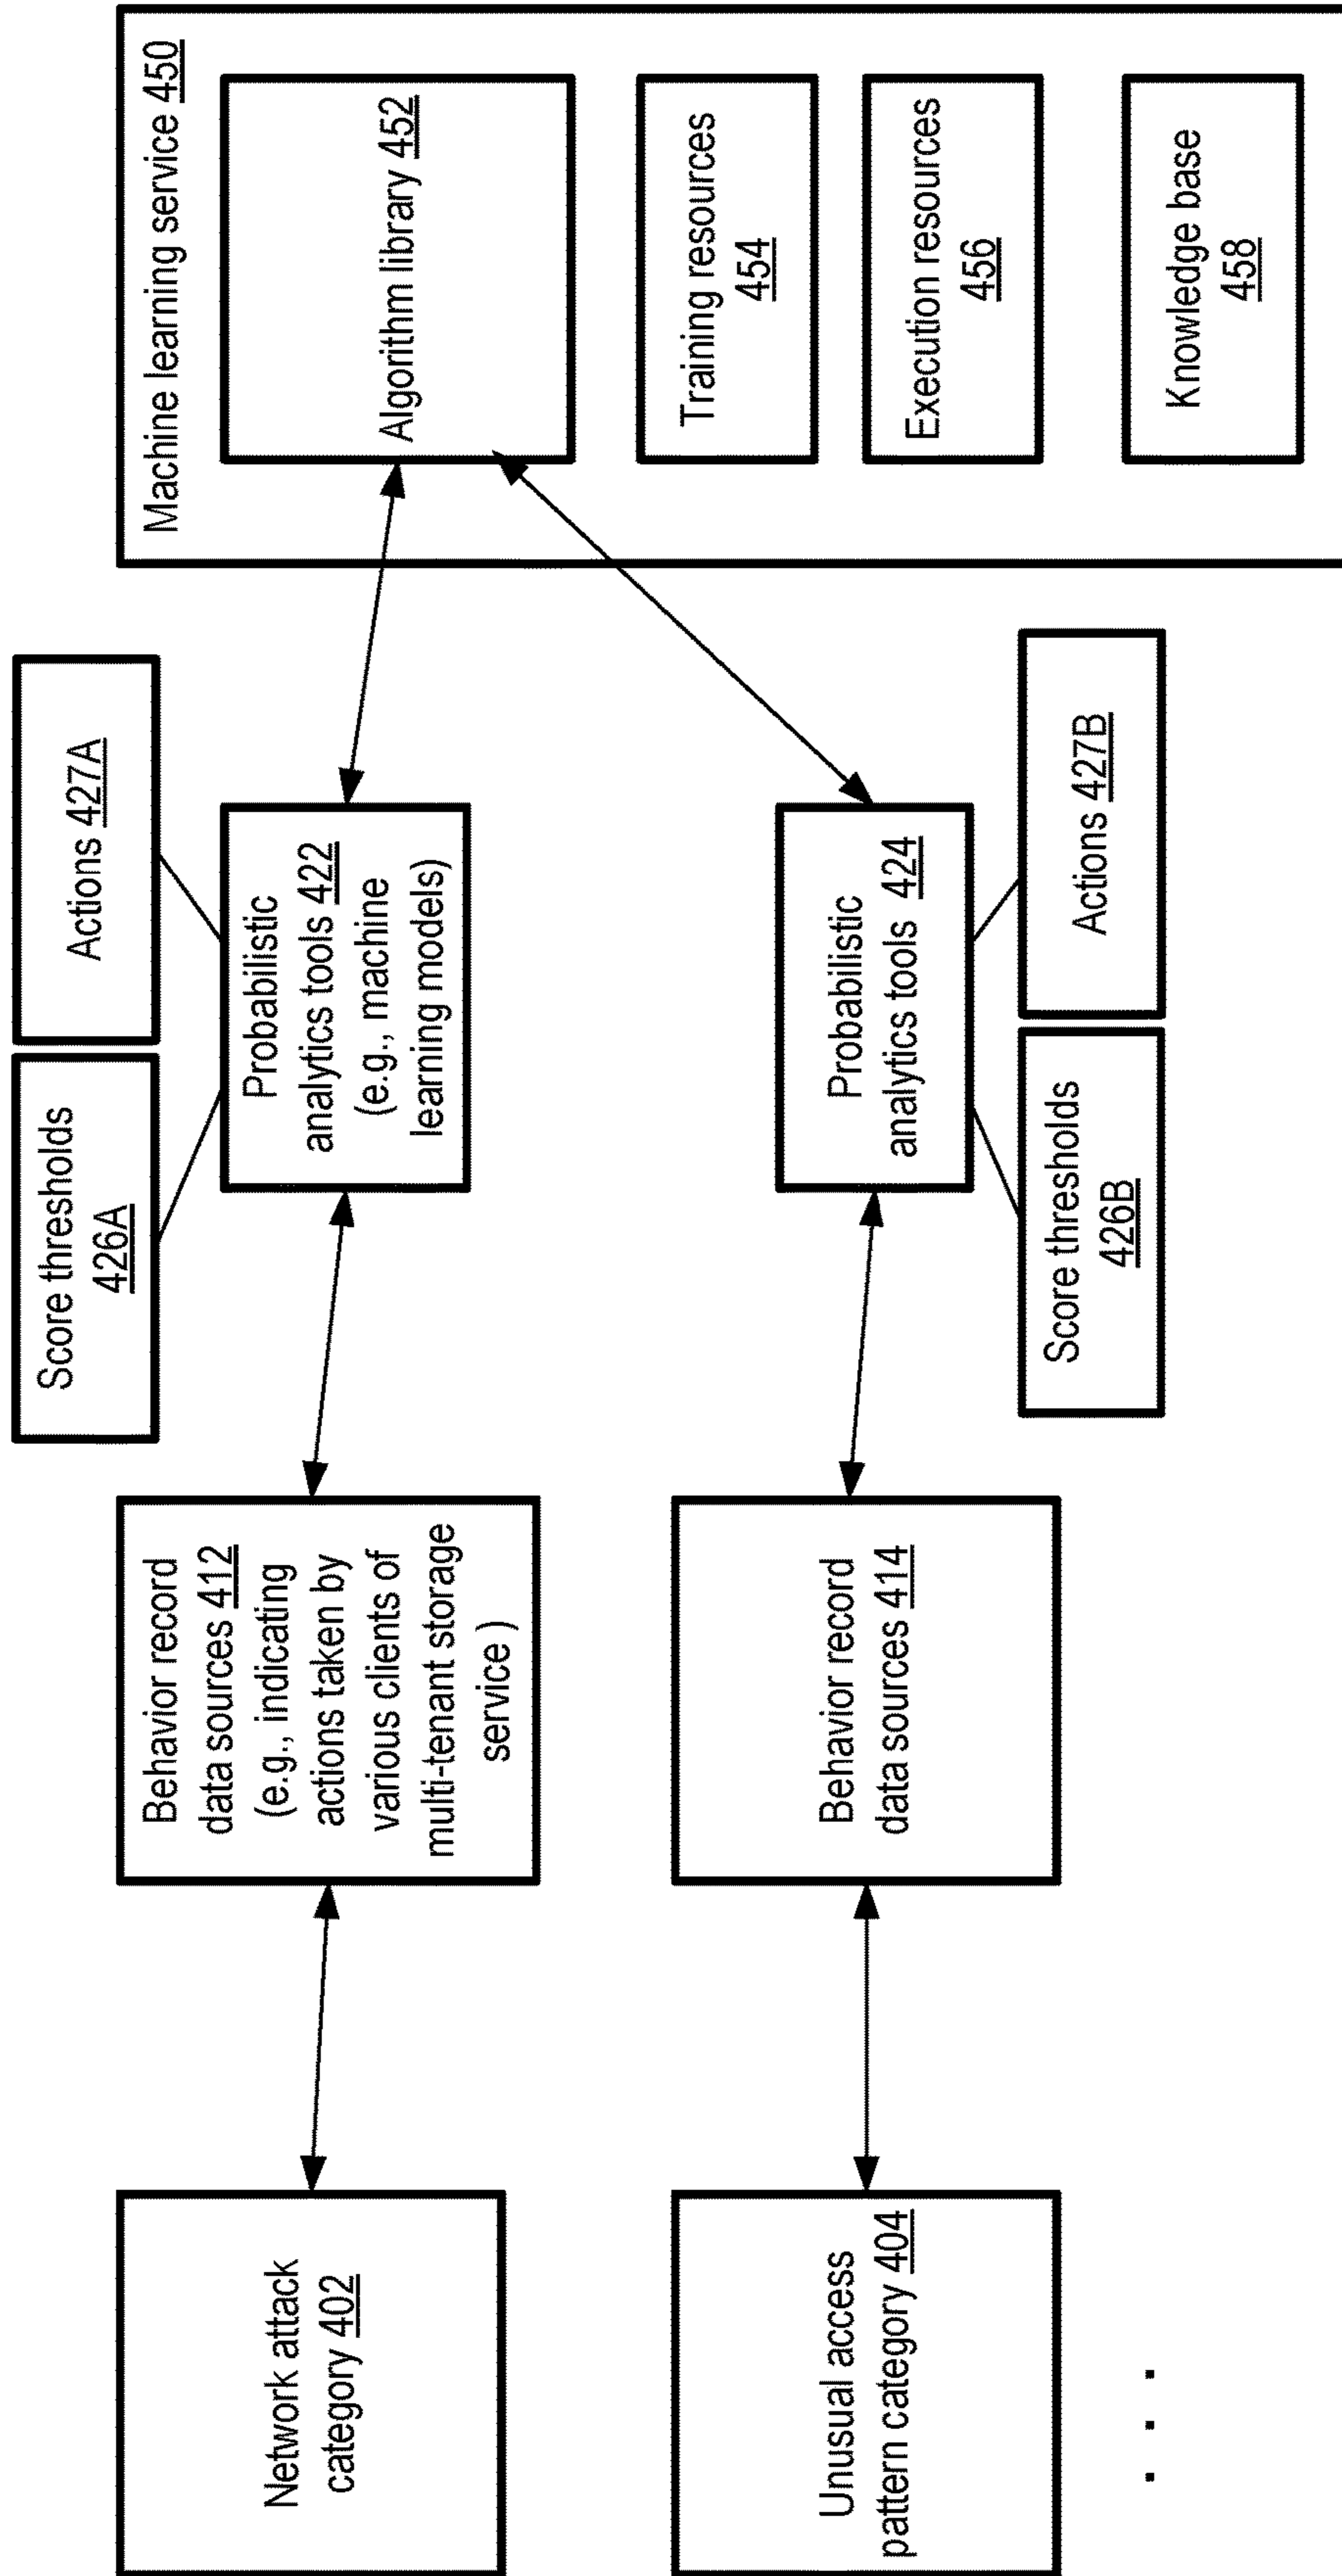 Network attack
category 402
Unusual access
pattern category 404
. . .
Behavior record
data sources 412
(e.g., indicating
actions taken by
various clients of
multi-tenant storage
service )
Behavior record
data sources 414
Score thresholds
426A
Actions 427A
Probabilistic
analytics tools 422
(e.g., machine
learning models)
Probabilistic
analytics tools 424
Score thresholds
426B
Actions 427B
Machine learning service 450
Algorithm library 452
Training resources
454
Execution resources
456
Knowledge base
458